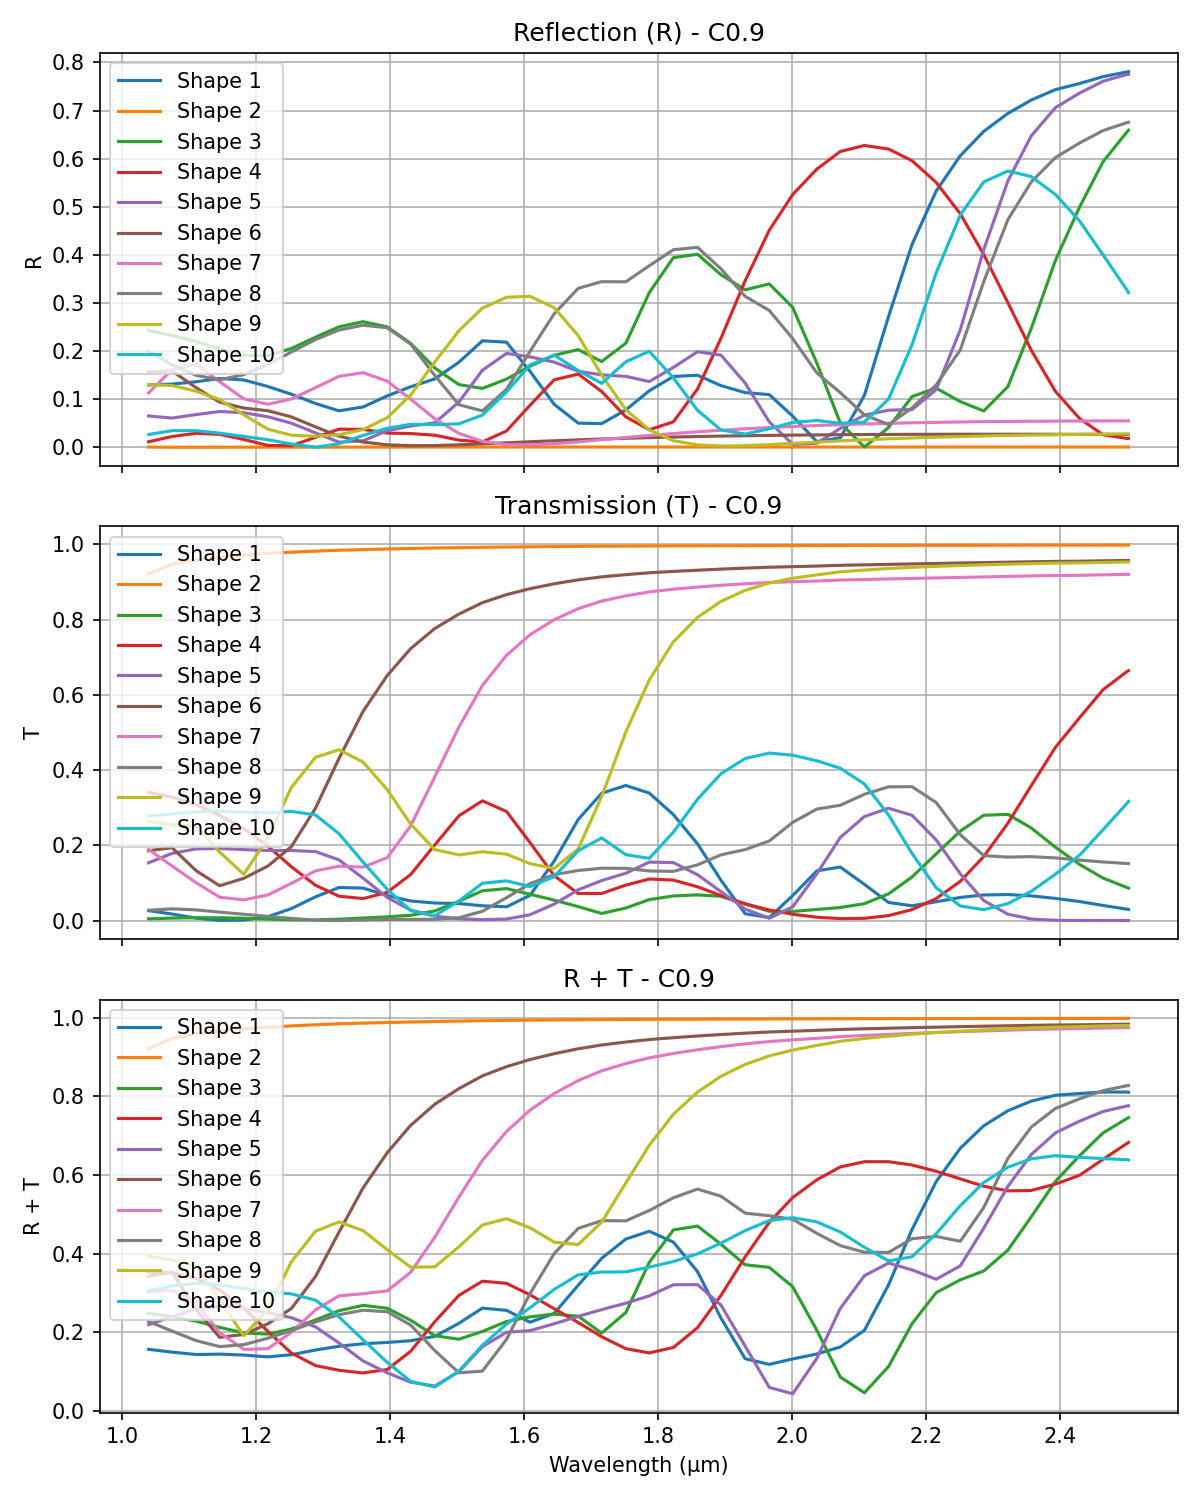 Reflection (R) - C0.9
0.8
0.7
0.6
0.5
0.4
0.3
0.2
0.1
0.0
R
Shape 1
Shape 2
Shape 3
Shape 4
Shape 5
Shape 6
Shape 7
Shape 8
Shape 9
Shape 10
Transmission (T) - C0.9
1.0
0.8
0.6
0.4
0.2
0.0
T
Shape 1
Shape 2
Shape 3
Shape 4
Shape 5
Shape 6
Shape 7
Shape 8
Shape 9
Shape 10
R + T - C0.9
1.0
0.8
0.6
0.4
0.2
0.0
R + T
Shape 1
Shape 2
Shape 3
Shape 4
Shape 5
Shape 6
Shape 7
Shape 8
Shape 9
Shape 10
1.0 1.2 1.4 1.6 1.8 2.0 2.2 2.4
Wavelength (μm)